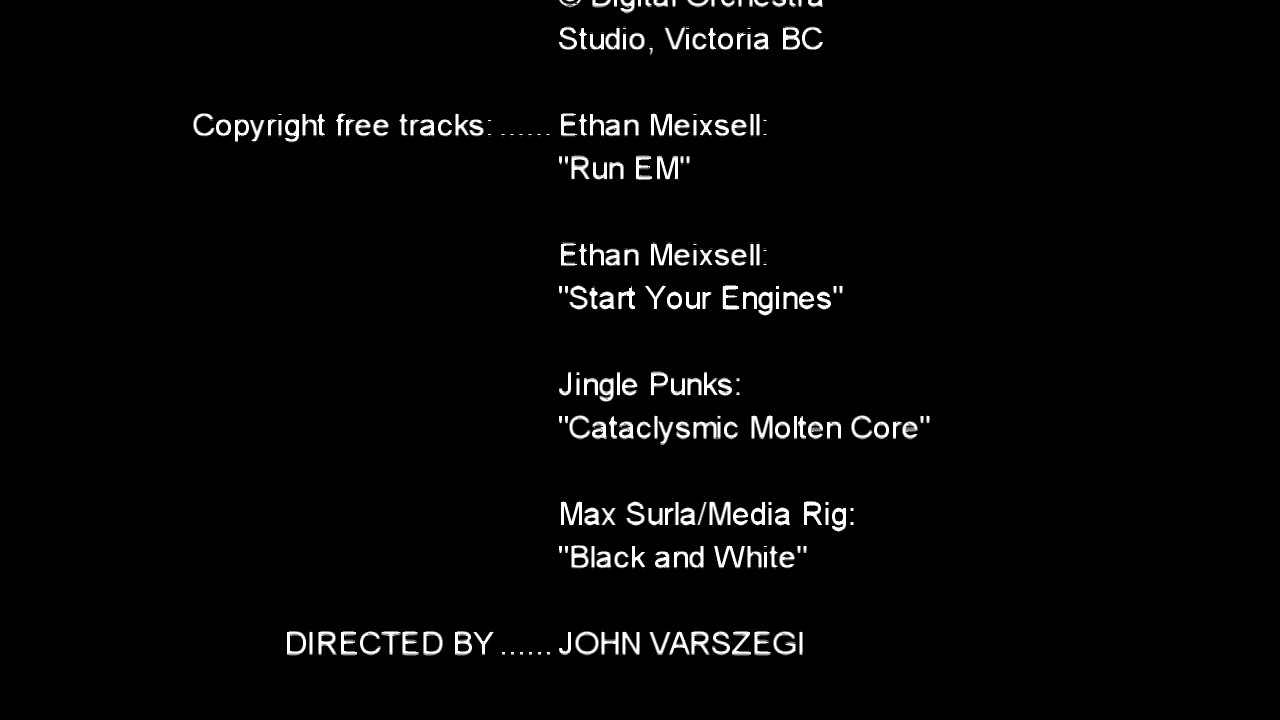 © Digital Orchestra
Studio, Victoria BC
Copyright free tracks: ...... Ethan Meixsell:
"Run EM"
Ethan Meixsell:
"Start Your Engines"
Jingle Punks:
"Cataclysmic Molten Core"
Max Surla/Media Rig:
"Black and White"
DIRECTED BY ...... JOHN VARSZEGI